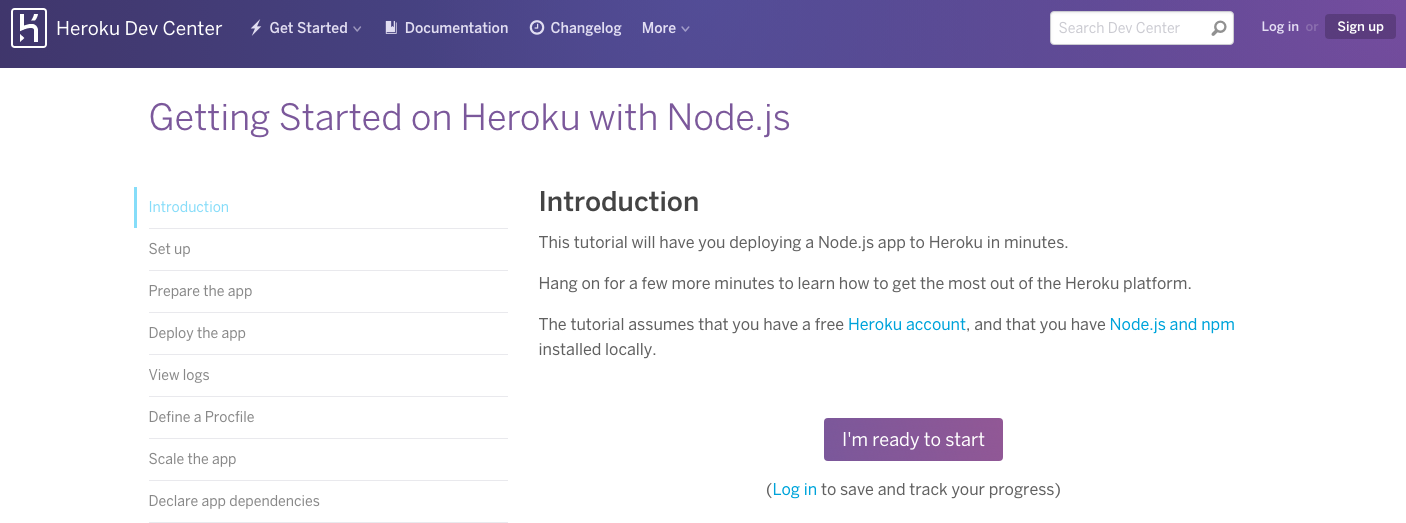 Heroku Dev Center
Get Started
Documentation
Changelog
More
Search Dev Center
Log in or Sign up
Getting Started on Heroku with Node.js
Introduction
Set up
Prepare the app
Deploy the app
View logs
Define a Procfile
Scale the app
Declare app dependencies
Introduction
This tutorial will have you deploying a Node.js app to Heroku in minutes.
Hang on for a few more minutes to learn how to get the most out of the Heroku platform.
The tutorial assumes that you have a free Heroku account, and that you have Node.js and npm
installed locally.
I'm ready to start
(Log in to save and track your progress)